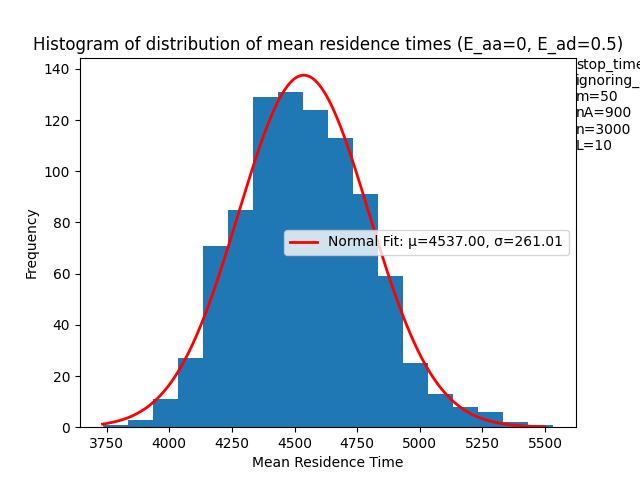 Histogram of distribution of mean residence times (E_aa=0, E_ad=0.5)
stop_time
ignoring_
m=50
nA=900
n=3000
L=10
140
120
100
80
60
40
20
0
Frequency
Normal Fit: μ=4537.00, σ=261.01
3750 4000 4250 4500 4750 5000 5250 5500
Mean Residence Time